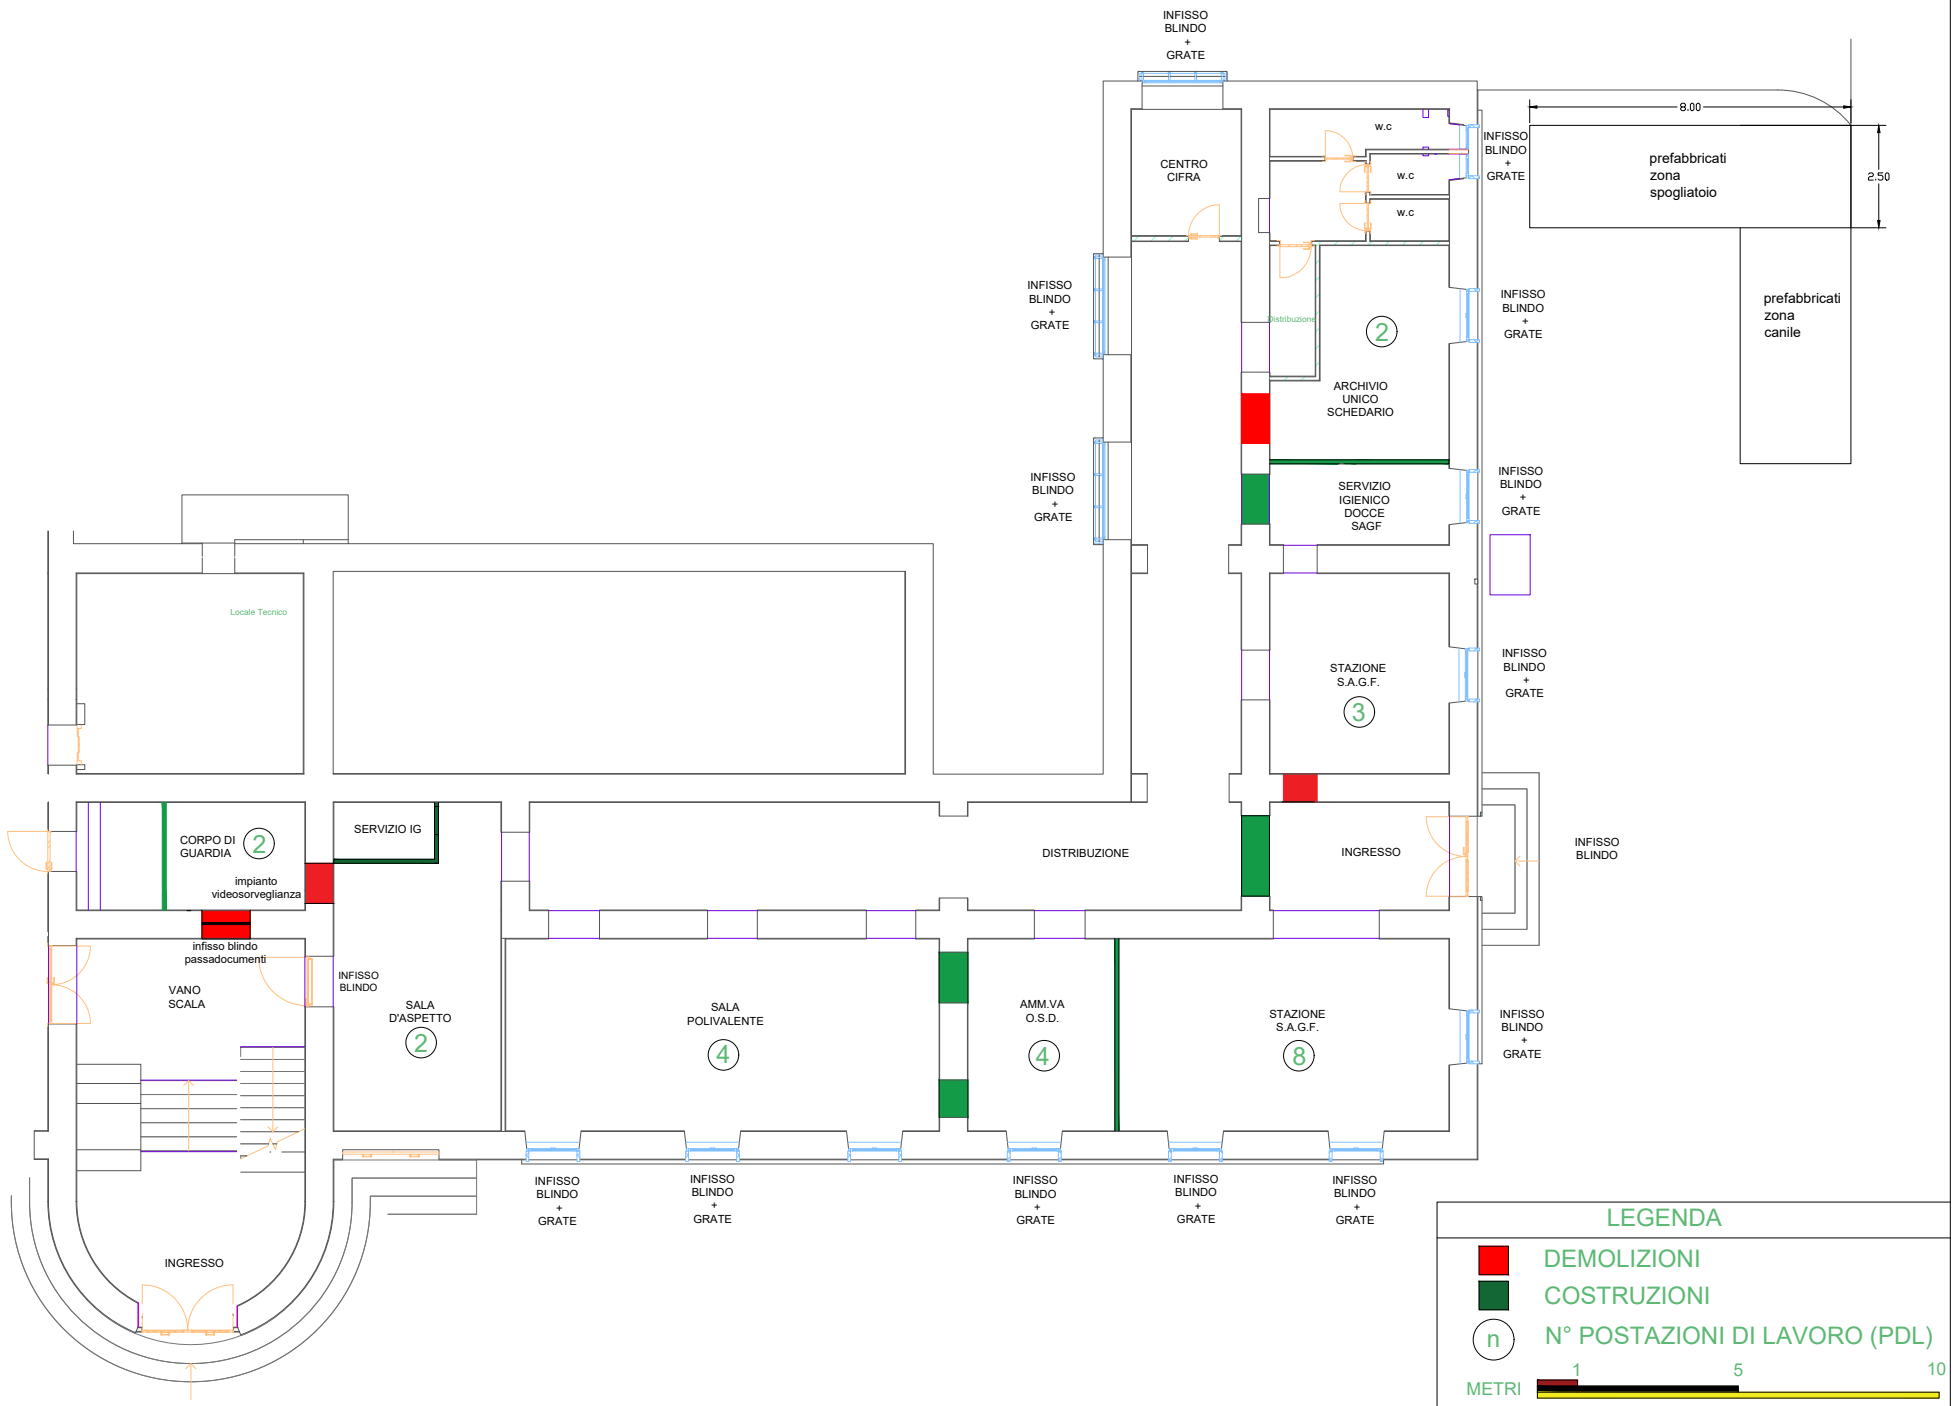 INFISSO
BLINDO
+
GRATE
8.00
2.50
prefabbricati
zona
spogliatoio
prefabbricati
zona
canile
w.c
w.c
w.c
INFISSO
BLINDO
+
GRATE
CENTRO
CIFRA
INFISSO
BLINDO
+
GRATE
Distribuzione
2
ARCHIVIO
UNICO
SCHEDARIO
INFISSO
BLINDO
+
GRATE
INFISSO
BLINDO
+
GRATE
SERVIZIO
IGIENICO
DOCCE
SAGF
INFISSO
BLINDO
+
GRATE
Locale Tecnico
STAZIONE
S.A.G.F.
3
INFISSO
BLINDO
+
GRATE
CORPO DI
GUARDIA
2
impianto
videosorveglianza
SERVIZIO IG
DISTRIBUZIONE
INGRESSO
INFISSO
BLINDO
infisso blindo
passadocumenti
VANO
SCALA
INFISSO
BLINDO
SALA
D'ASPETTO
2
SALA
POLIVALENTE
4
AMM.VA
O.S.D.
4
STAZIONE
S.A.G.F.
8
INFISSO
BLINDO
+
GRATE
INFISSO
BLINDO
+
GRATE
INFISSO
BLINDO
+
GRATE
INFISSO
BLINDO
+
GRATE
INFISSO
BLINDO
+
GRATE
INFISSO
BLINDO
+
GRATE
INGRESSO
LEGENDA
DEMOLIZIONI
COSTRUZIONI
n N° POSTAZIONI DI LAVORO (PDL)
METRI 1 5 10